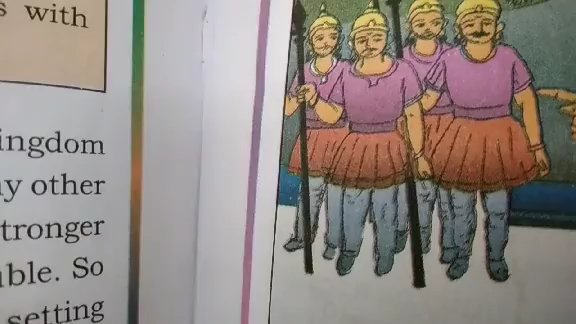 s with
ingdom
y other
tronger
ble. So
setting